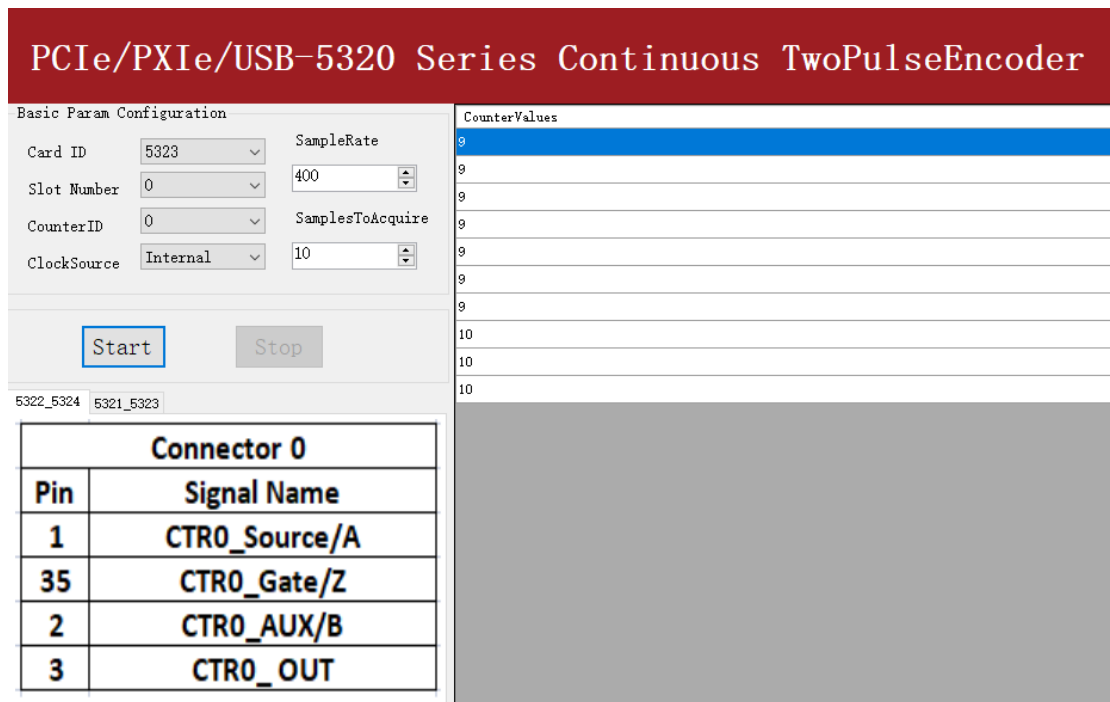 PCIe/PXIe/USB-5320 Series Continuous TwoPulseEncoder
Basic Param Configuration
Card ID 5323
Slot Number 0
CounterID 0
ClockSource Internal
SampleRate
400
SamplesToAcquire
10
Start Stop
5322_5324 5321_5323
Connector 0
Pin Signal Name
1 CTR0_Source/A
35 CTR0_Gate/Z
2 CTR0_AUX/B
3 CTR0_ OUT
CounterValues
9
9
9
9
9
9
9
10
10
10